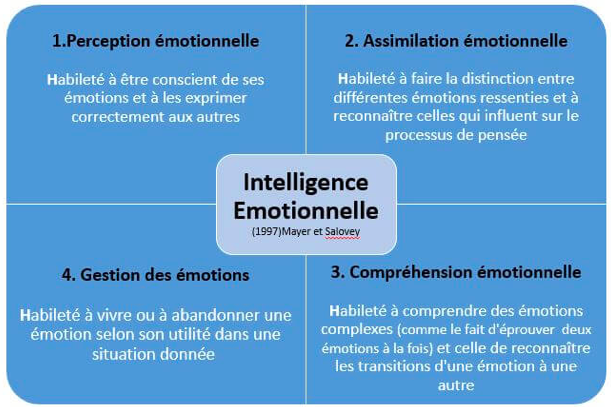 1.Perception émotionnelle
Habileté à être conscient de ses
émotions et à les exprimer
correctement aux autres
2. Assimilation émotionnelle
Habileté à faire la distinction entre
différentes émotions ressenties et à
reconnaître celles qui influent sur le
processus de pensée
Intelligence
Emotionnelle
(1997)Mayer et Salovey
4. Gestion des émotions
Habileté à vivre ou à abandonner une
émotion selon son utilité dans une
situation donnée
3. Compréhension émotionnelle
Habileté à comprendre des émotions
complexes (comme le fait d'éprouver deux
émotions à la fois) et celle de reconnaître
les transitions d'une émotion à une
autre